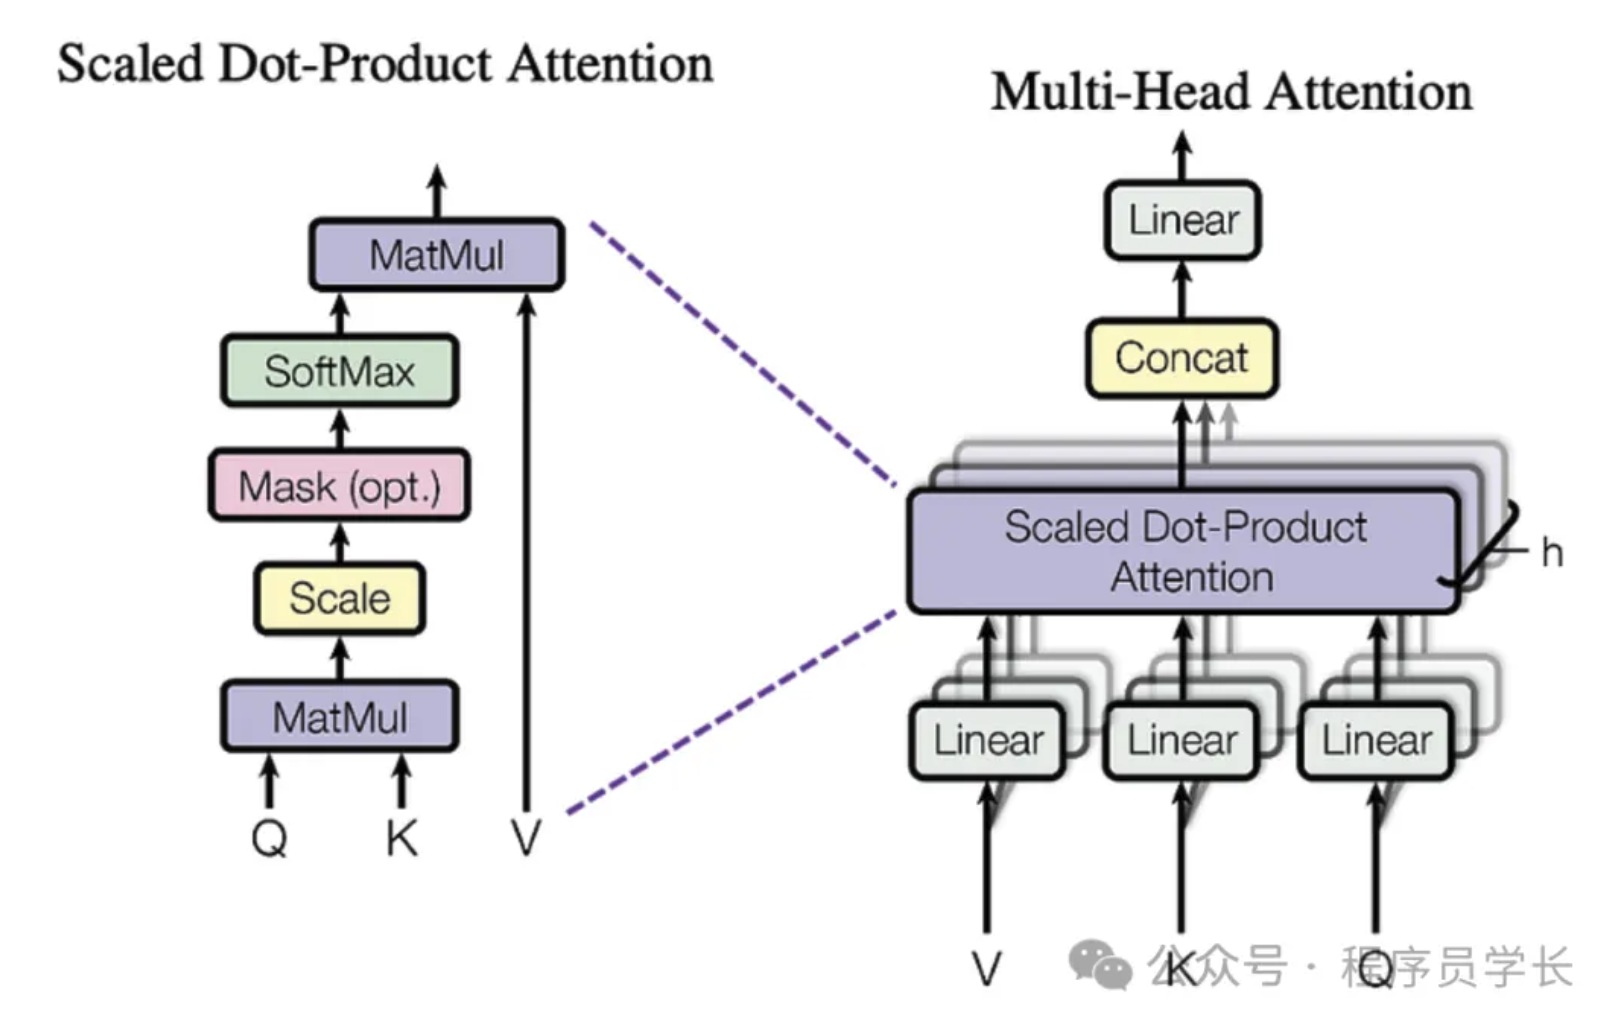 Scaled Dot-Product Attention
MatMul
SoftMax
Mask (opt.)
Scale
MatMul
Q
K
V
Multi-Head Attention
Linear
Concat
Scaled Dot-Product
Attention
h
Linear
Linear
Linear
V
K
Q
公众号 · 程序员学长